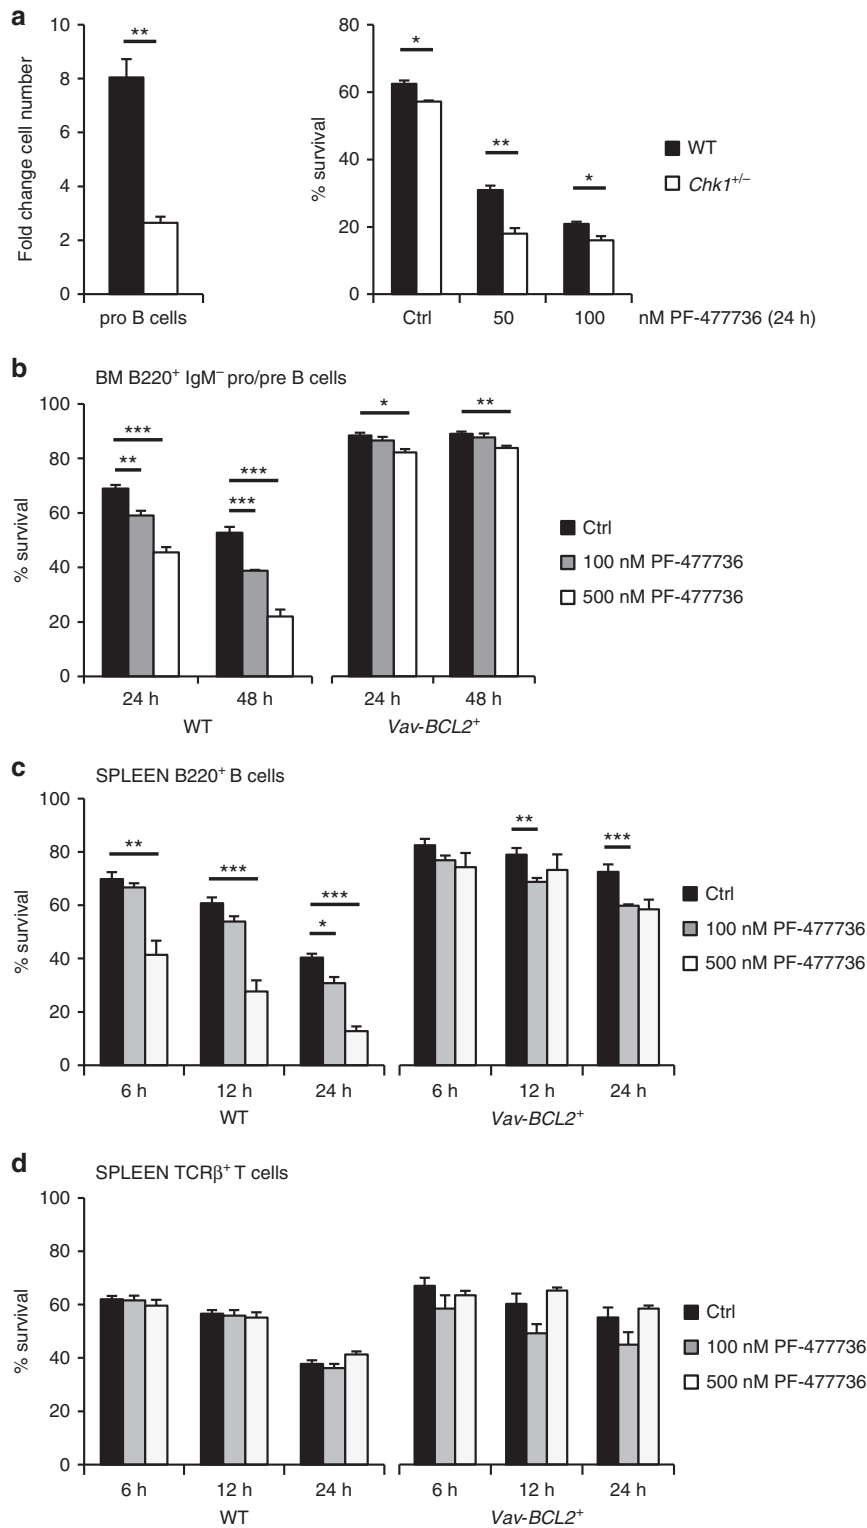 a
10
8
6
4
2
0
Fold change cell number
**
pro B cells
80
60
40
20
0
% survival
*
**
*
Ctrl 50 100 nM PF-477736 (24 h)
WT
Chk1+/–
b
BM B220+ IgM– pro/pre B cells
100
80
60
40
20
0
% survival
***
**
***
***
*
**
24 h 48 h 24 h 48 h
WT Vav-BCL2+
Ctrl
100 nM PF-477736
500 nM PF-477736
c
SPLEEN B220+ B cells
100
80
60
40
20
0
% survival
**
***
***
*
**
***
6 h 12 h 24 h 6 h 12 h 24 h
WT Vav-BCL2+
Ctrl
100 nM PF-477736
500 nM PF-477736
d
SPLEEN TCRβ+ T cells
100
80
60
40
20
0
% survival
6 h 12 h 24 h 6 h 12 h 24 h
WT Vav-BCL2+
Ctrl
100 nM PF-477736
500 nM PF-477736